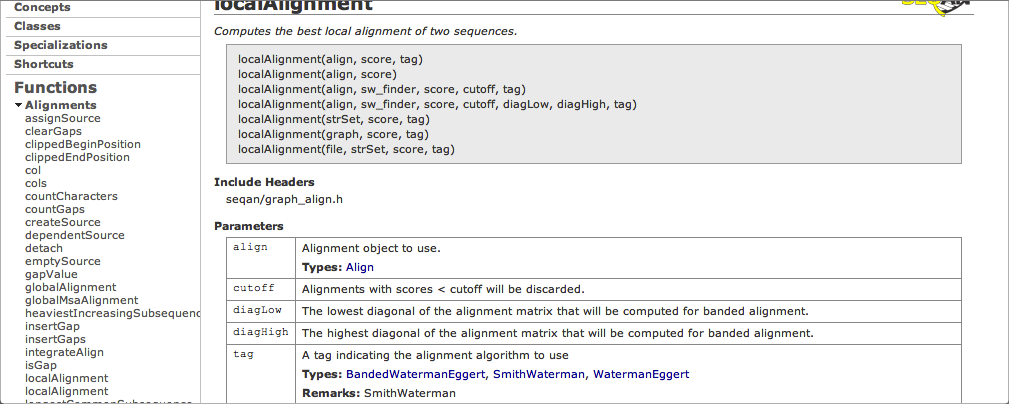 Concepts
Classes
Specializations
Shortcuts
Functions
Alignments
assignSource
clearGaps
clippedBeginPosition
clippedEndPosition
col
cols
countCharacters
countGaps
createSource
dependentSource
detach
emptySource
gapValue
globalAlignment
globalMsaAlignment
heaviestIncreasingSubsequenc
insertGap
insertGaps
integrateAlign
isGap
localAlignment
localAlignment
longestCommonSubsequence
localAlignment
Computes the best local alignment of two sequences.
localAlignment(align, score, tag)
localAlignment(align, score)
localAlignment(align, sw_finder, score, cutoff, tag)
localAlignment(align, sw_finder, score, cutoff, diagLow, diagHigh, tag)
localAlignment(strSet, score, tag)
localAlignment(graph, score, tag)
localAlignment(file, strSet, score, tag)
Include Headers
seqan/graph_align.h
Parameters
align Alignment object to use.
Types: Align
cutoff Alignments with scores < cutoff will be discarded.
diagLow The lowest diagonal of the alignment matrix that will be computed for banded alignment.
diagHigh The highest diagonal of the alignment matrix that will be computed for banded alignment.
tag A tag indicating the alignment algorithm to use
Types: BandedWatermanEggert, SmithWaterman, WatermanEggert
Remarks: SmithWaterman